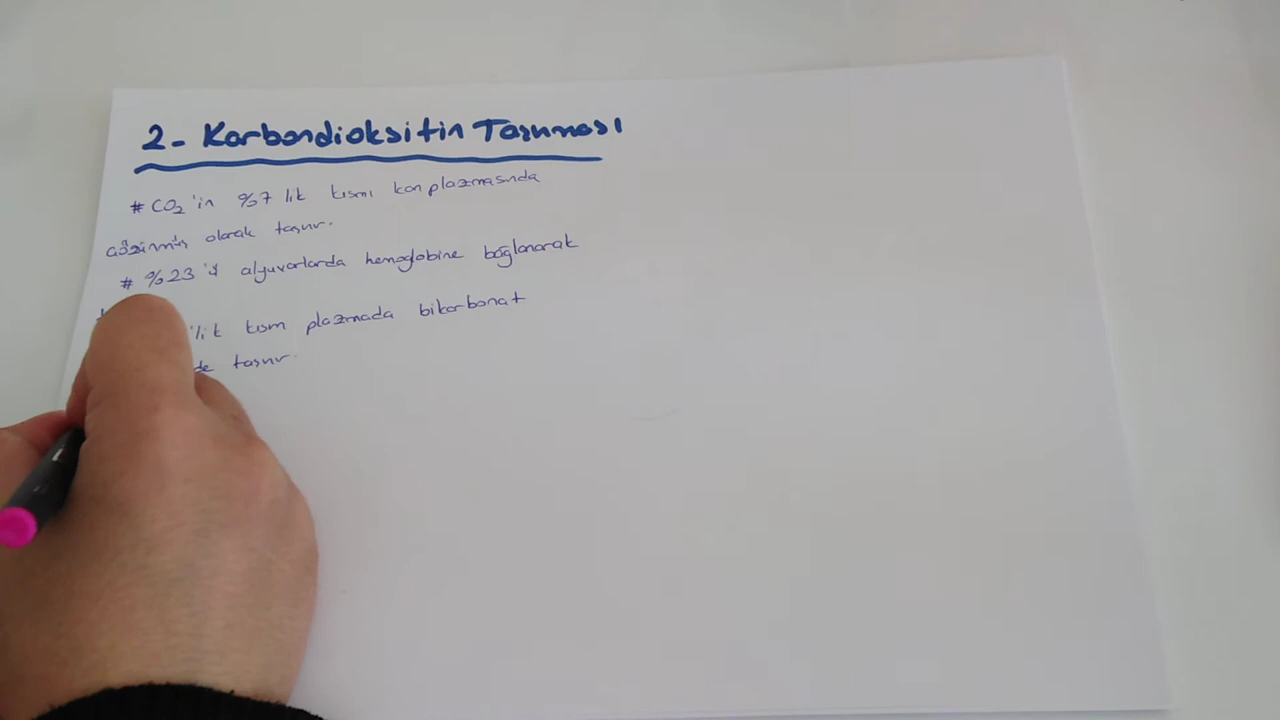 2- Karbondioksitin Taşınması
# CO₂'in %7 lik kısmı kan plazmasında
çözünmüş olarak taşınır.
# %23'ü alyuvarlarda hemoglobine bağlanarak
'lik kısım plazmada bikarbonat
de taşınır.